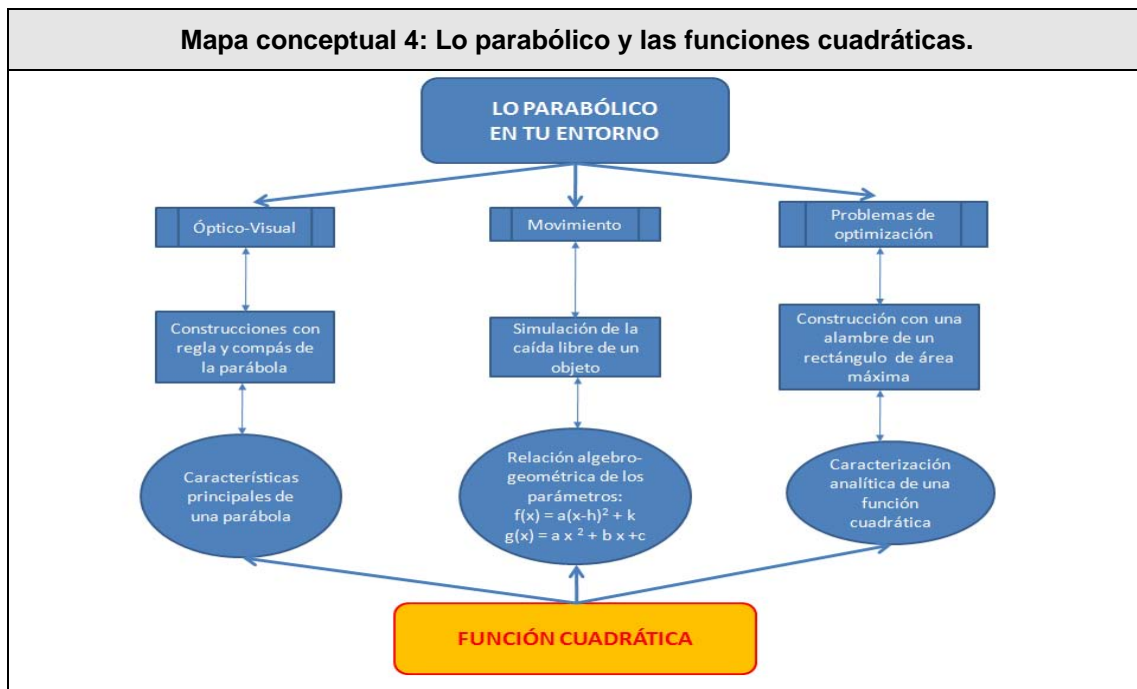 Mapa conceptual 4: Lo parabólico y las funciones cuadráticas.
LO PARABÓLICO
EN TU ENTORNO
Óptico-Visual
Movimiento
Problemas de
optimización
Construcciones con
regla y compás de
la parábola
Simulación de la
caída libre de un
objeto
Construcción con una
alambre de un
rectángulo de área
máxima
Características
principales de
una parábola
Relación algebro-
geométrica de los
parámetros:
f(x) = a(x-h)² + k
g(x) = a x ² + b x +c
Caracterización
analítica de una
función
cuadrática
FUNCIÓN CUADRÁTICA